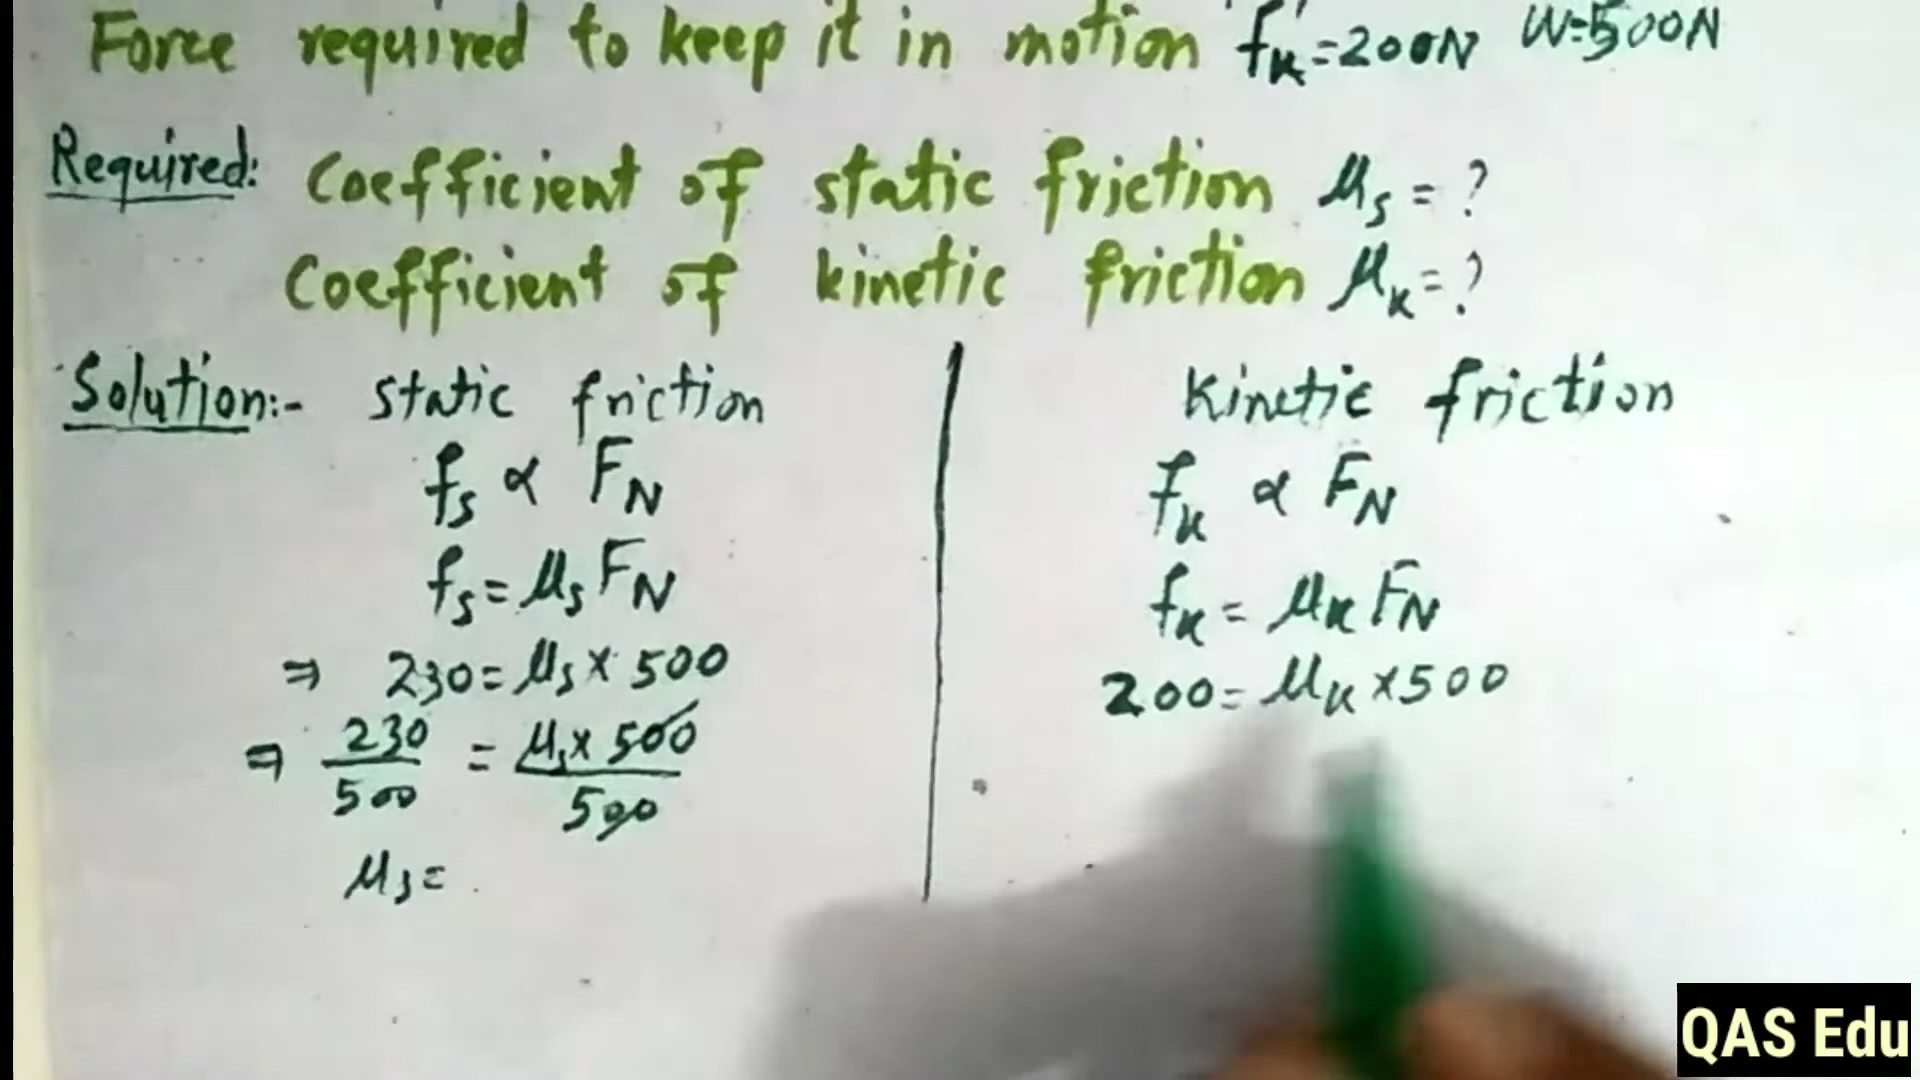 Force required to keep it in motion fk=200N W=500N
Required: Coefficient of static friction μs = ?
Coefficient of kinetic friction μk = ?
Solution:- static friction
fs ∝ FN
fs = μs FN
⇒ 230 = μs × 500
⇒ 230/500 = μs × 500/500
μs =
Kinetic friction
fk ∝ FN
fk = μk FN
200 = μk × 500
QAS Edu